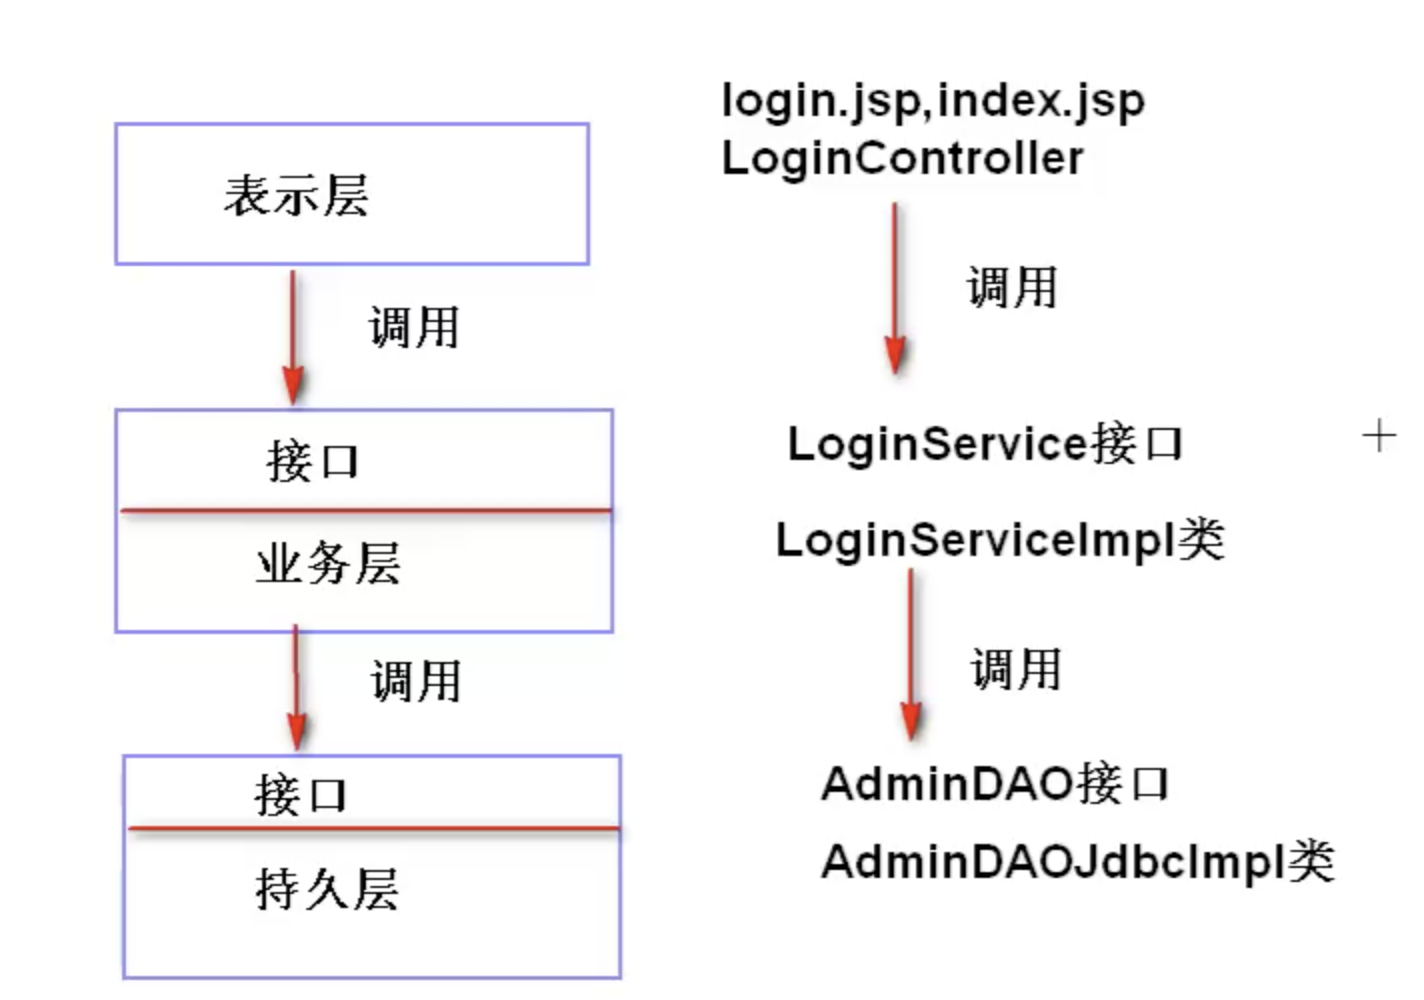 表示层
调用
接口
业务层
调用
接口
持久层
login.jsp,index.jsp
LoginController
调用
LoginService接口
LoginServiceImpl类
调用
AdminDAO接口
AdminDAOJdbcImpl类